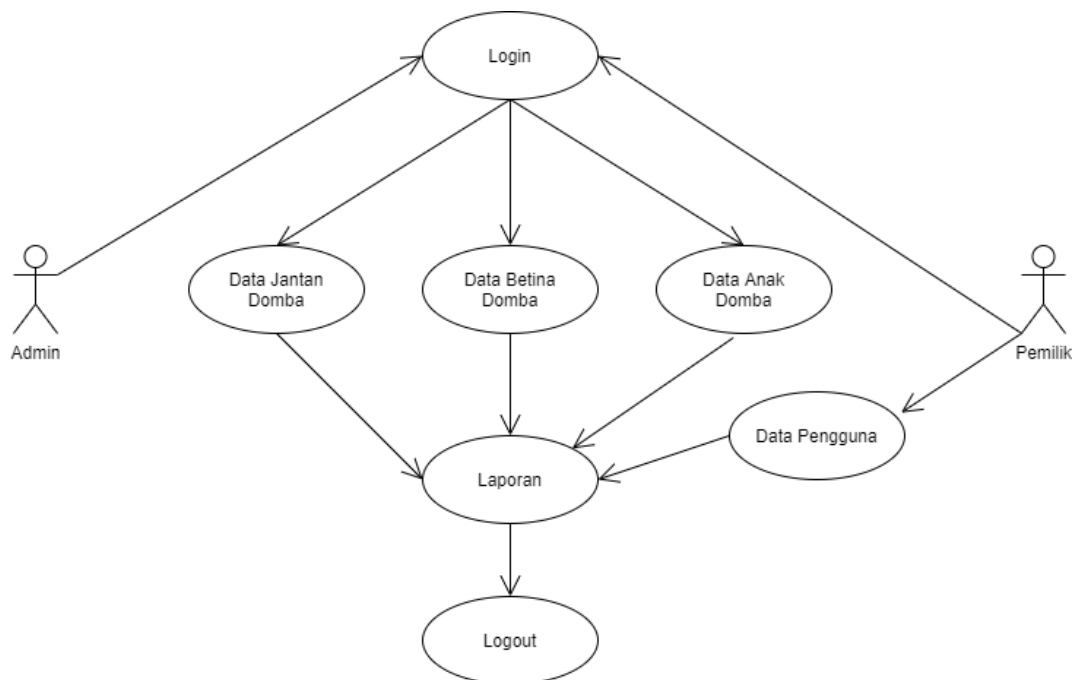 Login
Data Jantan
Domba
Data Betina
Domba
Data Anak
Domba
Admin
Pemilik
Data Pengguna
Laporan
Logout